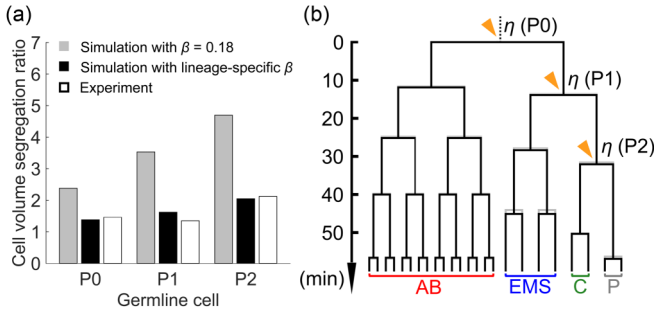 (a)
Cell volume segregation ratio
7
6
5
4
3
2
1
0
Simulation with β = 0.18
Simulation with lineage-specific β
Experiment
P0 P1 P2
Germline cell
(b)
0
10
20
30
40
50
(min)
η (P0)
η (P1)
η (P2)
AB EMS C P